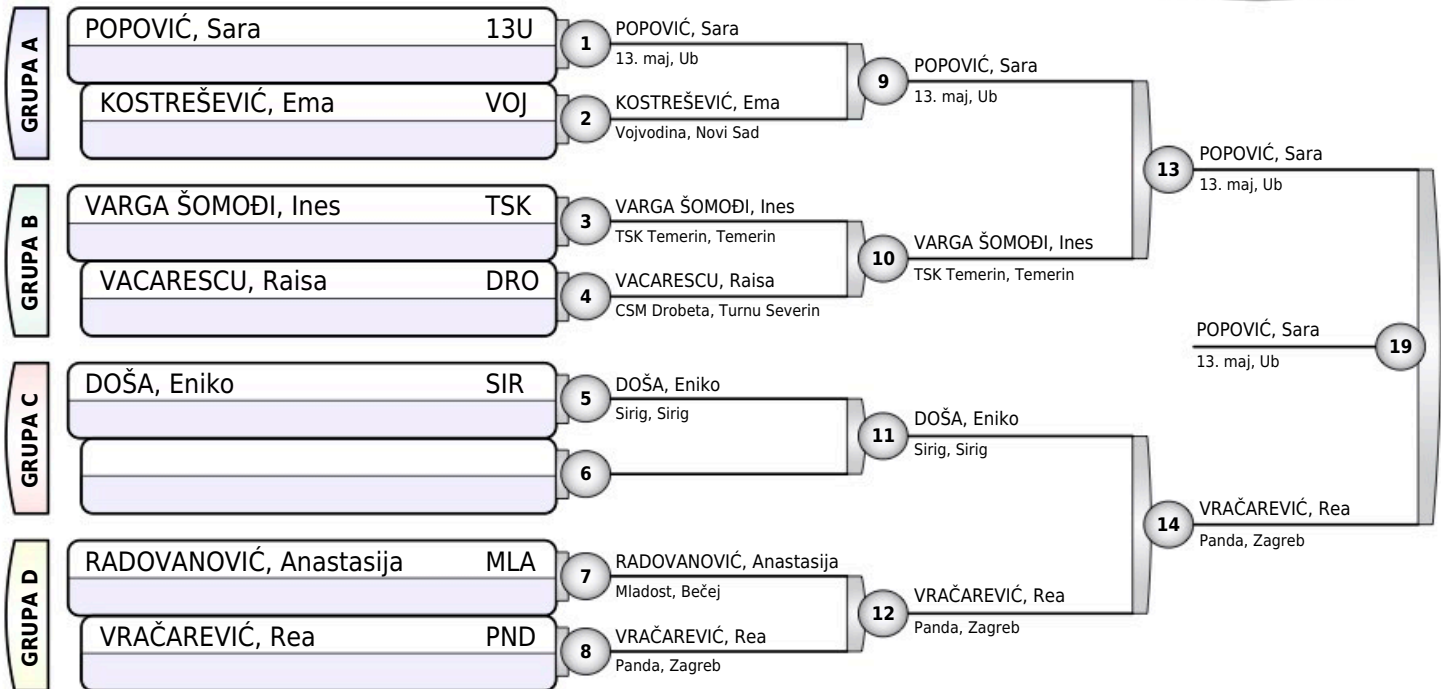 GRUPA A
POPOVIĆ, Sara 13U
KOSTREŠEVIĆ, Ema VOJ
GRUPA B
VARGA ŠOMOĐI, Ines TSK
VACARESCU, Raisa DRO
GRUPA C
DOŠA, Eniko SIR
GRUPA D
RADOVANOVIĆ, Anastasija MLA
VRAČAREVIĆ, Rea PND
1
POPOVIĆ, Sara
13. maj, Ub
2
KOSTREŠEVIĆ, Ema
Vojvodina, Novi Sad
3
VARGA ŠOMOĐI, Ines
TSK Temerin, Temerin
4
VACARESCU, Raisa
CSM Drobeta, Turnu Severin
5
DOŠA, Eniko
Sirig, Sirig
6
7
RADOVANOVIĆ, Anastasija
Mladost, Bečej
8
VRAČAREVIĆ, Rea
Panda, Zagreb
9
POPOVIĆ, Sara
13. maj, Ub
10
VARGA ŠOMOĐI, Ines
TSK Temerin, Temerin
11
DOŠA, Eniko
Sirig, Sirig
12
VRAČAREVIĆ, Rea
Panda, Zagreb
13
POPOVIĆ, Sara
13. maj, Ub
14
VRAČAREVIĆ, Rea
Panda, Zagreb
POPOVIĆ, Sara
13. maj, Ub
19